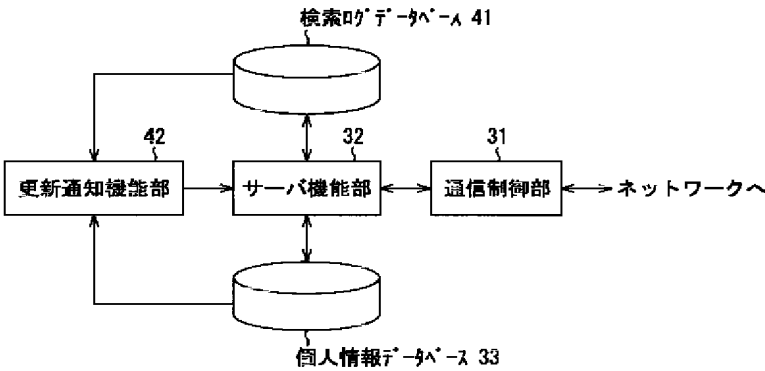 検索ﾛｸﾞﾃﾞｰﾀﾍﾞｰｽ 41
42
32
31
更新通知機能部
サーバ機能部
通信制御部
ネットワークへ
個人情報ﾃﾞｰﾀﾍﾞｰｽ 33